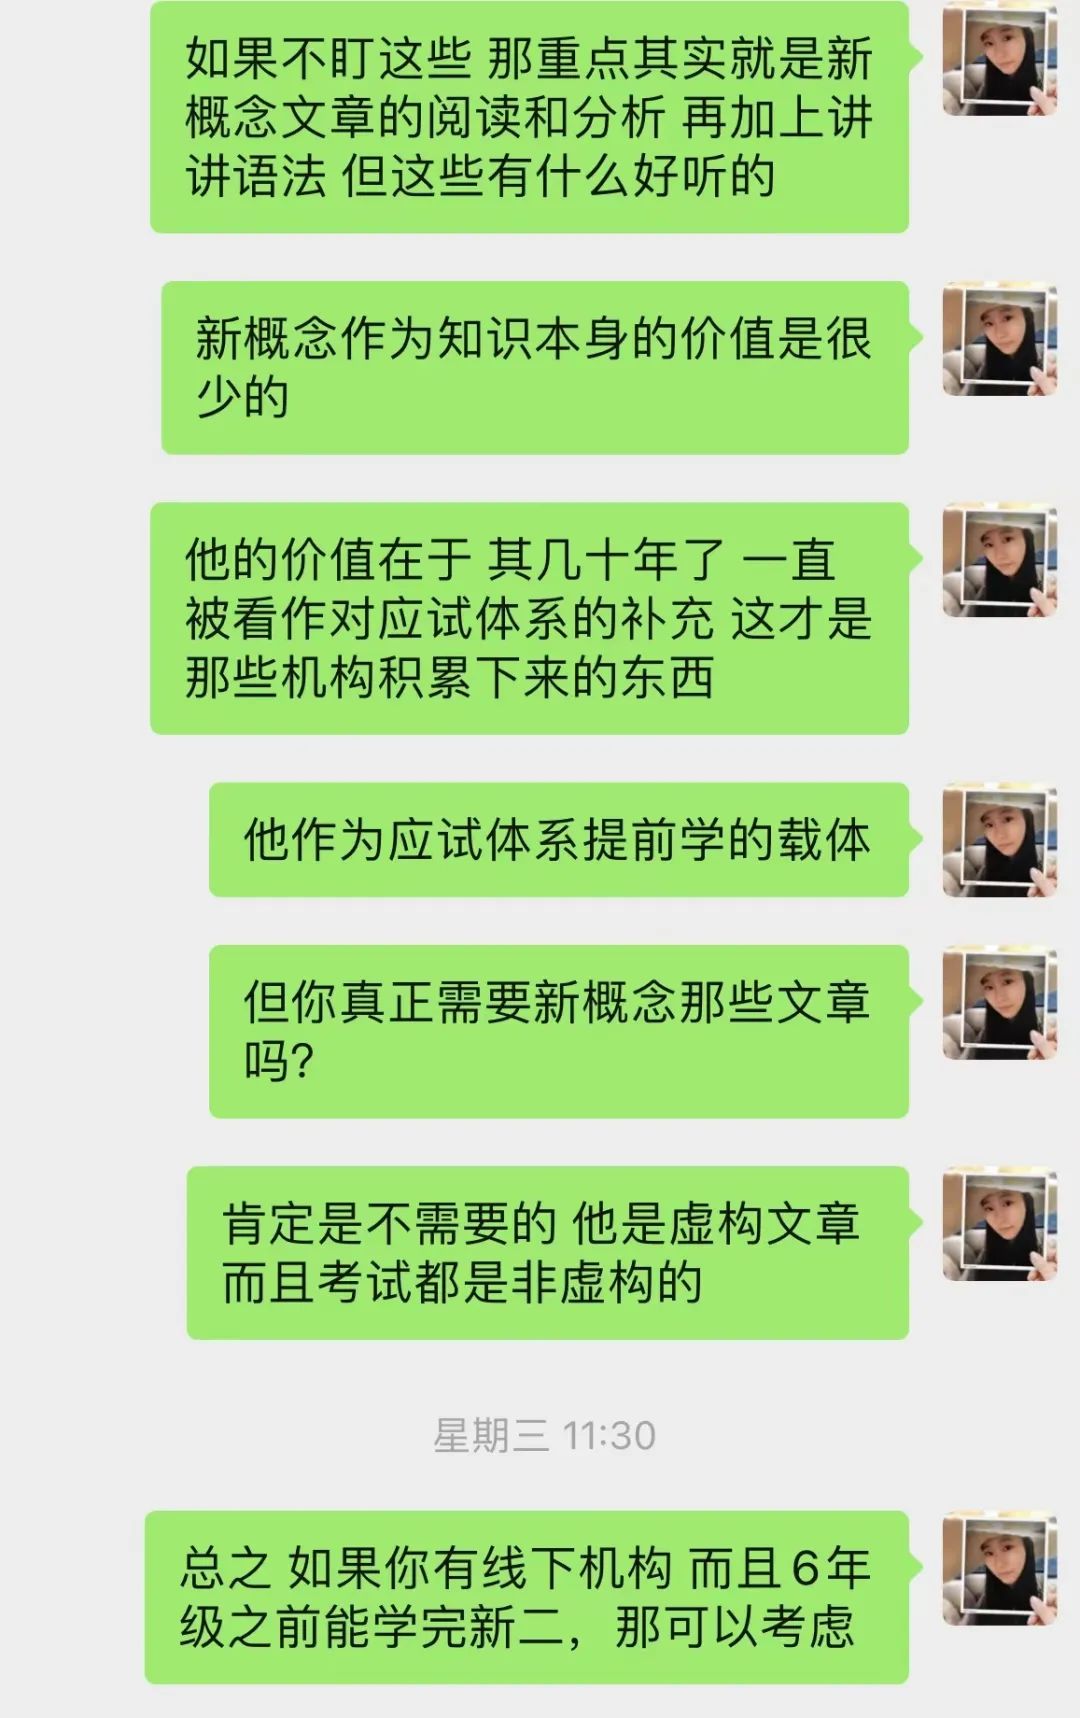 如果不盯这些 那重点其实就是新
概念文章的阅读和分析 再加上讲
讲语法 但这些有什么好听的
新概念作为知识本身的价值是很
少的
他的价值在于 其几十年了 一直
被看作对应试体系的补充 这才是
那些机构积累下来的东西
他作为应试体系提前学的载体
但你真正需要新概念那些文章
吗?
肯定是不需要的 他是虚构文章
而且考试都是非虚构的
星期三 11:30
总之 如果你有线下机构 而且6年
级之前能学完新二，那可以考虑